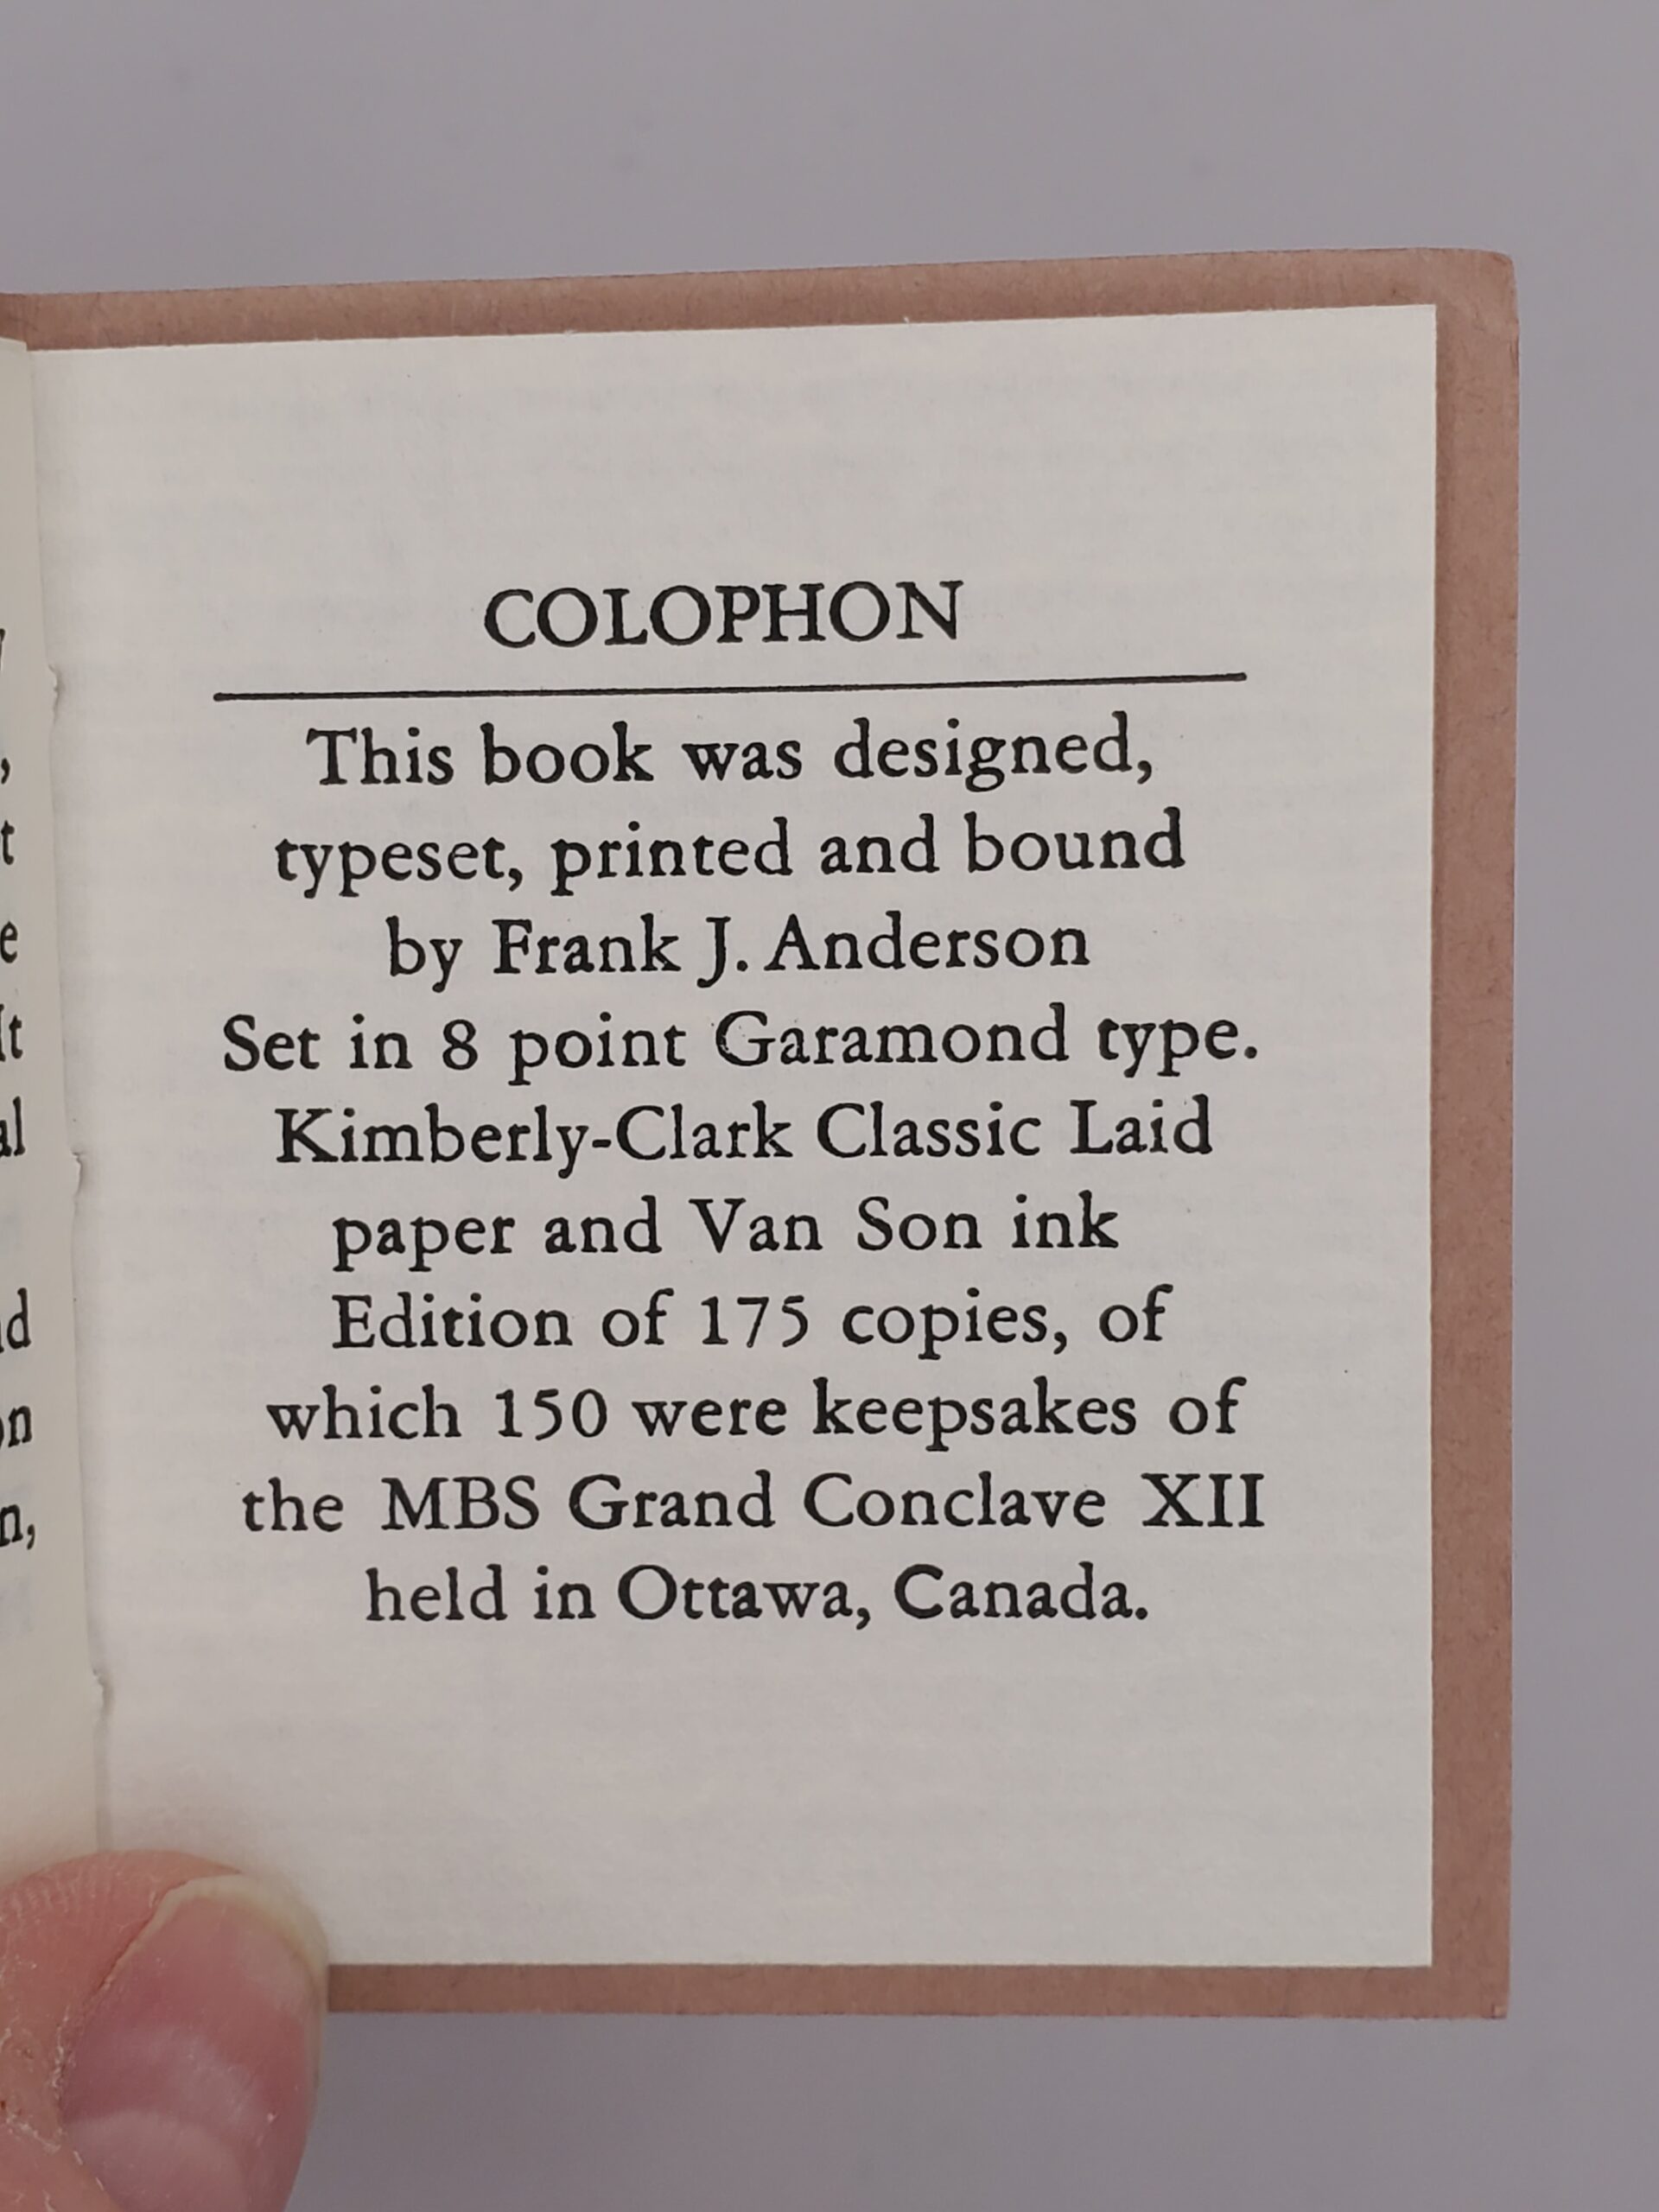 COLOPHON
This book was designed,
typeset, printed and bound
by Frank J. Anderson
Set in 8 point Garamond type.
Kimberly-Clark Classic Laid
paper and Van Son ink
Edition of 175 copies, of
which 150 were keepsakes of
the MBS Grand Conclave XII
held in Ottawa, Canada.